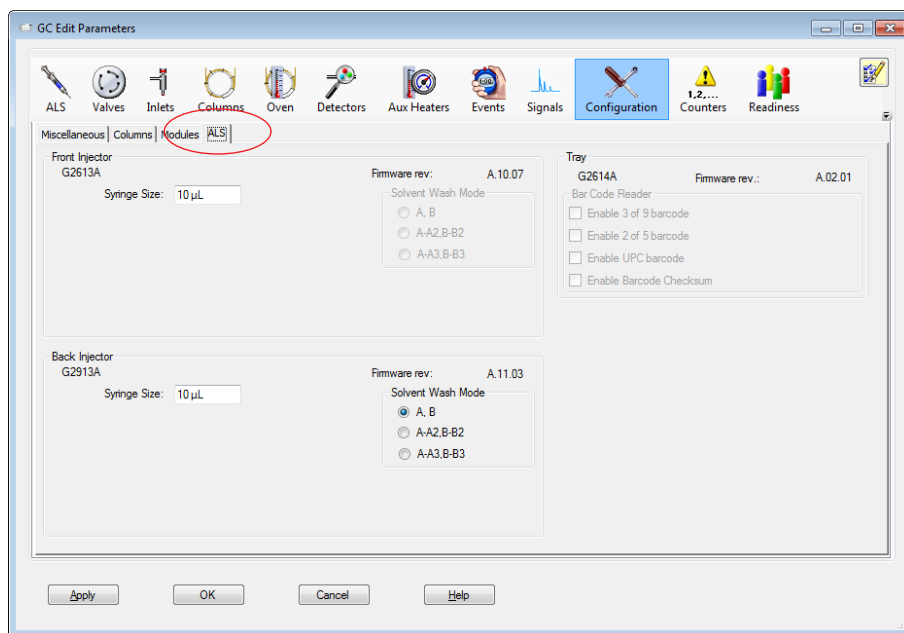 GC Edit Parameters
ALS Valves Inlets Columns Oven Detectors Aux Heaters Events Signals Configuration 1,2,... Counters Readiness
Miscellaneous Columns Modules ALS
Front Injector
G2613A
Firmware rev: A.10.07
Syringe Size: 10 µL
Solvent Wash Mode
A, B
A-A2,B-B2
A-A3,B-B3
Tray
G2614A Firmware rev.: A.02.01
Bar Code Reader
Enable 3 of 9 barcode
Enable 2 of 5 barcode
Enable UPC barcode
Enable Barcode Checksum
Back Injector
G2913A
Firmware rev: A.11.03
Syringe Size: 10 µL
Solvent Wash Mode
A, B
A-A2,B-B2
A-A3,B-B3
Apply OK Cancel Help